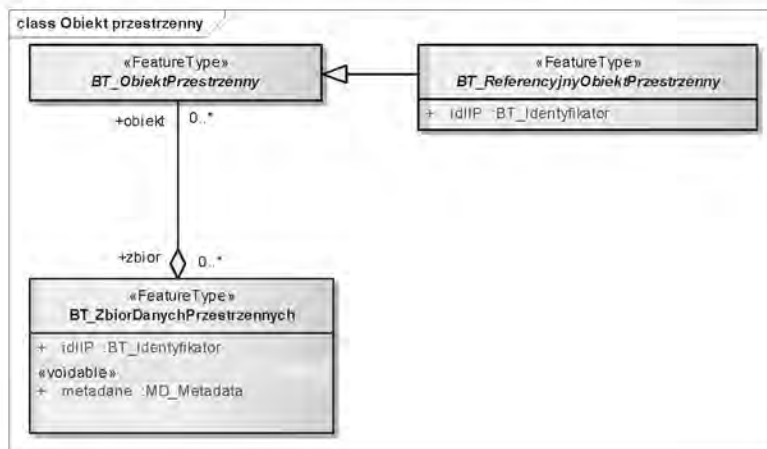 class Obiekt przestrzenny
«FeatureType»
BT_ObiektPrzestrzenny
«FeatureType»
BT_ReferencyjnyObiektPrzestrzenny
+ idIIP :BT_Identyfikator
+obiekt 0..*
+zbior 0..*
«FeatureType»
BT_ZbiorDanychPrzestrzennych
+ idIIP :BT_Identyfikator
«voidable»
+ metadane :MD_Metadata